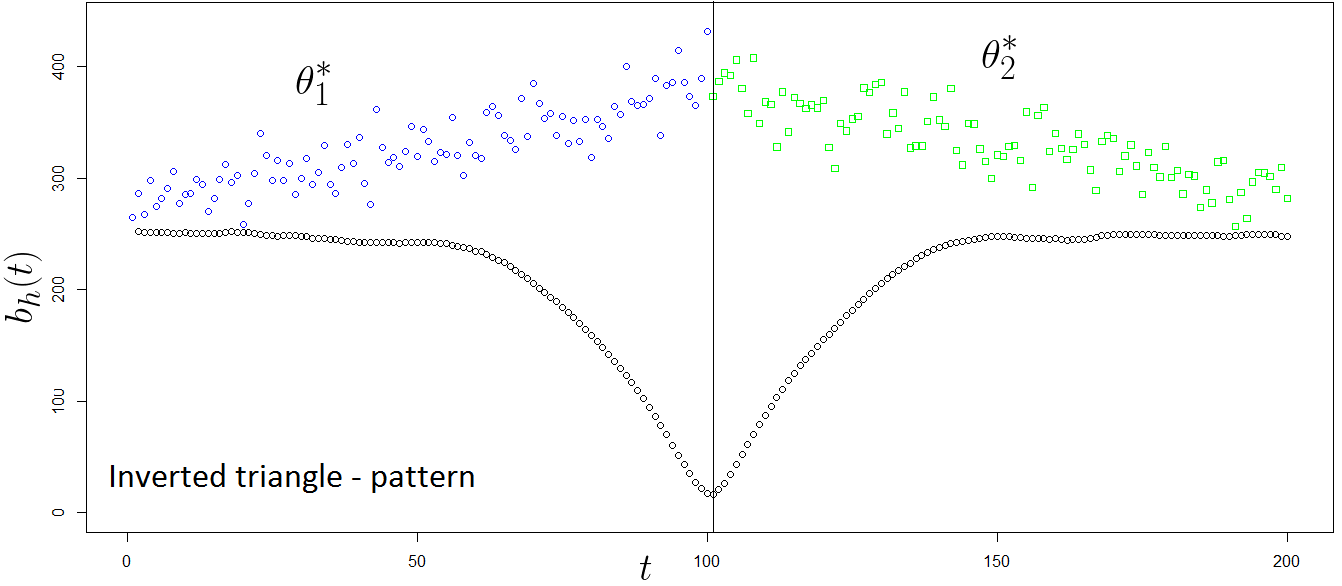 400
300
200
100
0
b_h(t)
θ₁*
θ₂*
Inverted triangle - pattern
0
50
100
150
200
t